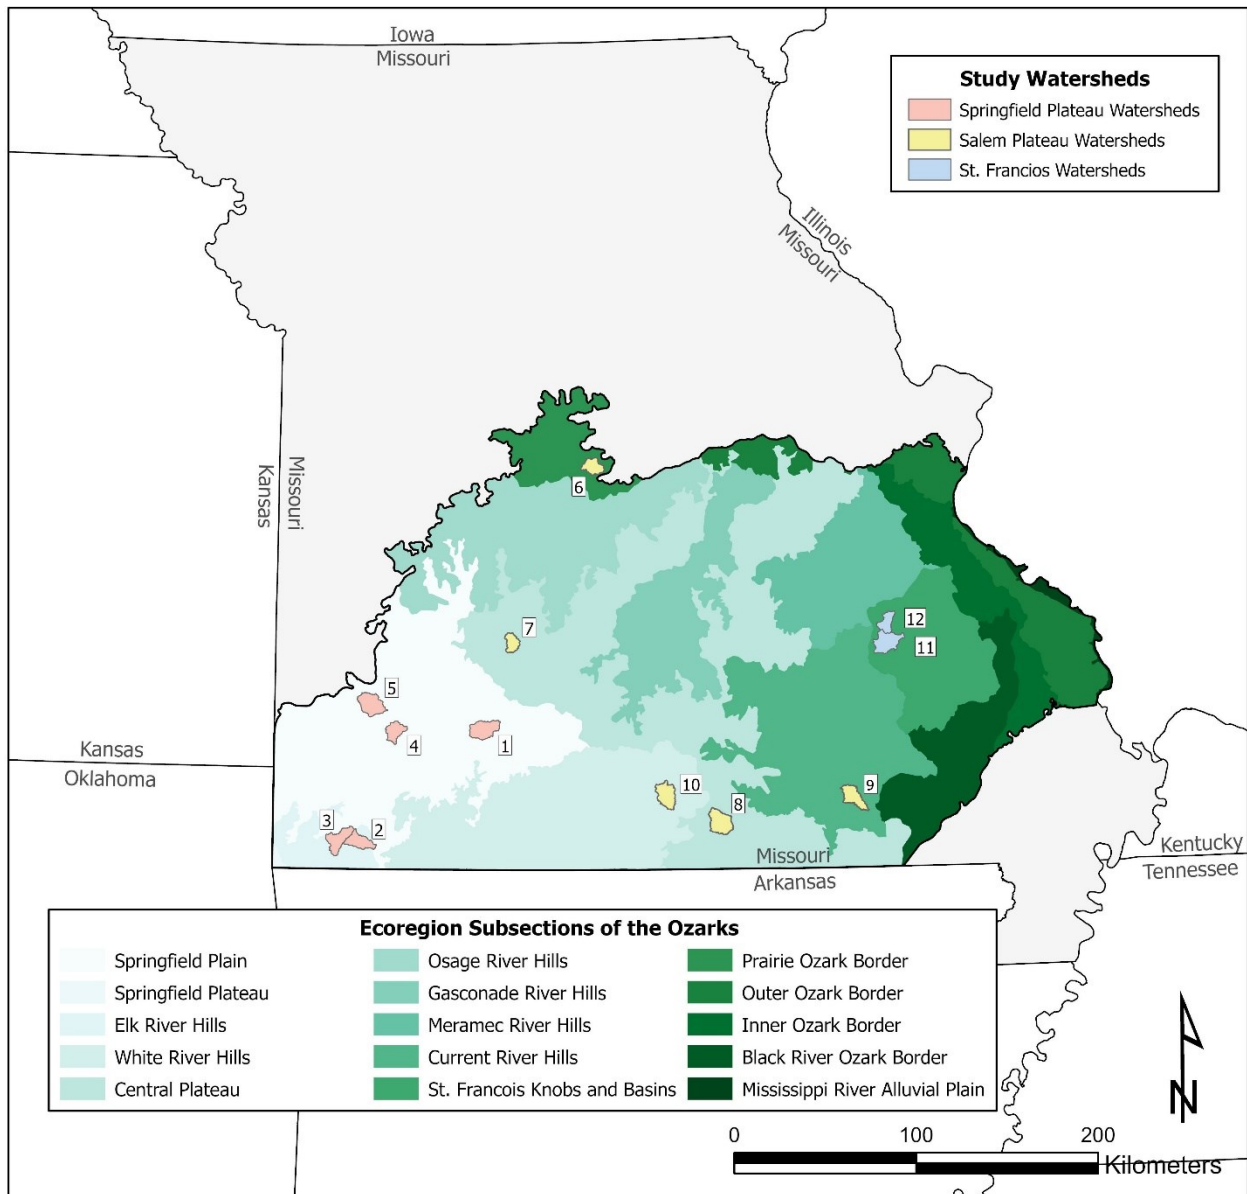 Iowa
Missouri
Study Watersheds
Springfield Plateau Watersheds
Salem Plateau Watersheds
St. Francios Watersheds
Illinois
Missouri
Kansas
Missouri
6
12
11
7
5
4
1
Kansas
Oklahoma
10
8
9
3
2
Missouri
Arkansas
Kentucky
Tennessee
Ecoregion Subsections of the Ozarks
Springfield Plain
Springfield Plateau
Elk River Hills
White River Hills
Central Plateau
Osage River Hills
Gasconade River Hills
Meramec River Hills
Current River Hills
St. Francois Knobs and Basins
Prairie Ozark Border
Outer Ozark Border
Inner Ozark Border
Black River Ozark Border
Mississippi River Alluvial Plain
N
0 100 200
Kilometers